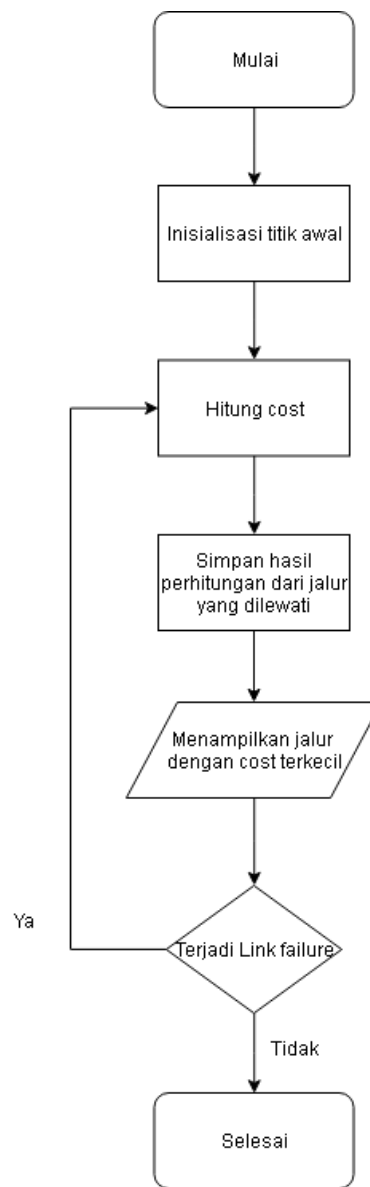 Mulai
Inisialisasi titik awal
Hitung cost
Simpan hasil
perhitungan dari jalur
yang dilewati
Menampilkan jalur
dengan cost terkecil
Ya
Terjadi Link failure
Tidak
Selesai